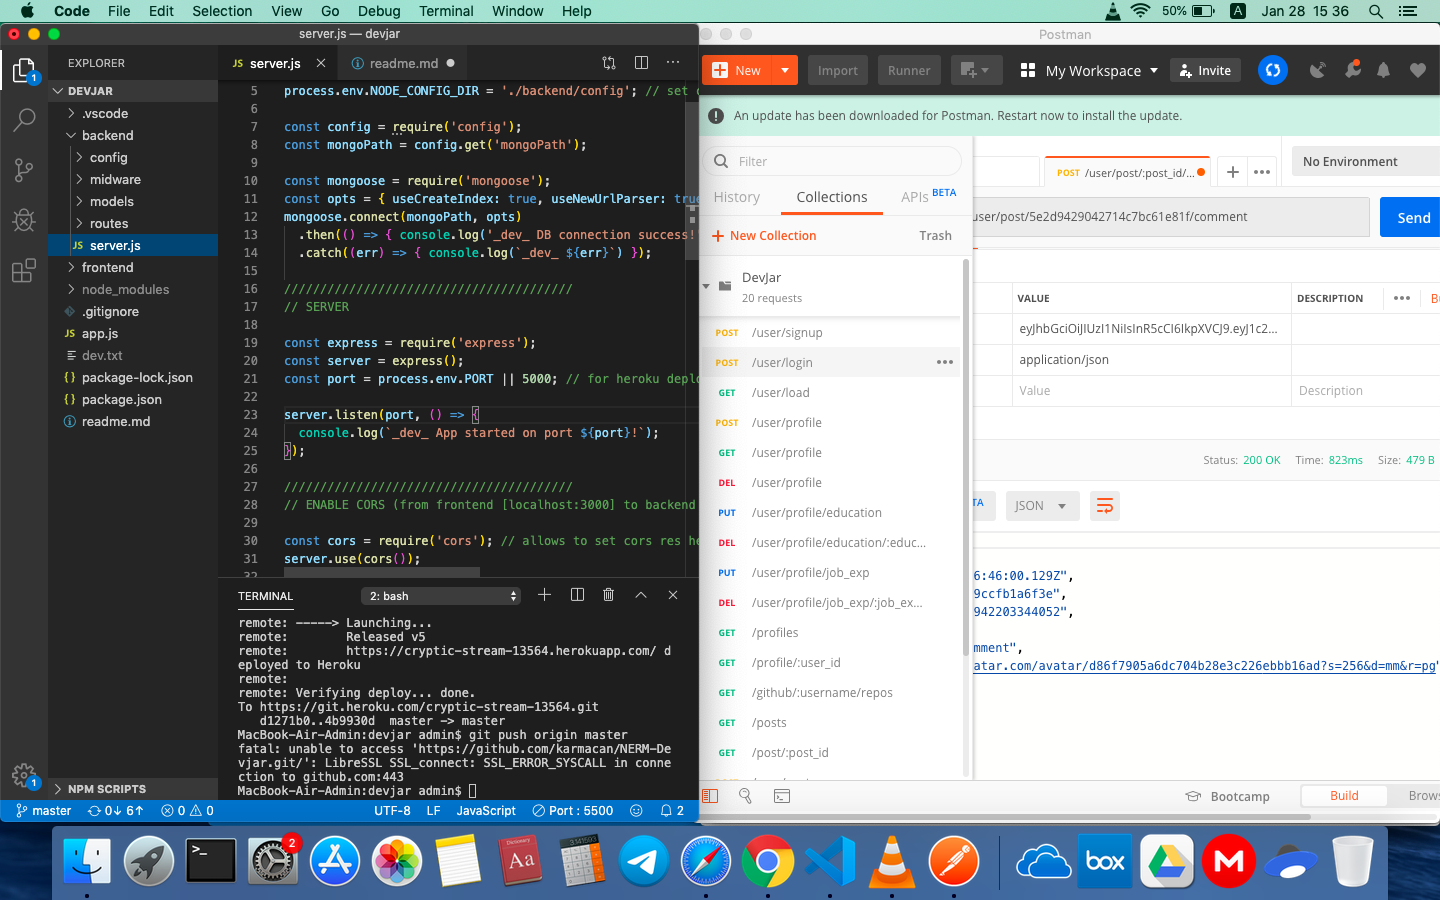 Code File Edit Selection View Go Debug Terminal Window Help 50% A Jan 28 15 36
server.js — devjar
EXPLORER
DEVJAR
.vscode
backend
config
midware
models
routes
JS server.js
frontend
node_modules
.gitignore
JS app.js
dev.txt
{} package-lock.json
{} package.json
readme.md
NPM SCRIPTS
1
1
JS server.js
readme.md
5 process.env.NODE_CONFIG_DIR = './backend/config'; // set
6
7 const config = require('config');
8 const mongoPath = config.get('mongoPath');
9
10 const mongoose = require('mongoose');
11 const opts = { useCreateIndex: true, useNewUrlParser: true
12 mongoose.connect(mongoPath, opts)
13 .then(() => { console.log('_dev_ DB connection success!'
14 .catch((err) => { console.log(`_dev_ ${err}`) });
15
16 ////////////////////////////////////////
17 // SERVER
18
19 const express = require('express');
20 const server = express();
21 const port = process.env.PORT || 5000; // for heroku deplo
22
23 server.listen(port, () => {
24 console.log(`_dev_ App started on port ${port}!`);
25 });
26
27 ////////////////////////////////////////
28 // ENABLE CORS (from frontend [localhost:3000] to backend
29
30 const cors = require('cors'); // allows to set cors res he
31 server.use(cors());
32
TERMINAL
2: bash
remote: -----> Launching...
remote: Released v5
remote: https://cryptic-stream-13564.herokuapp.com/ d
eployed to Heroku
remote:
remote: Verifying deploy... done.
To https://git.heroku.com/cryptic-stream-13564.git
d1271b0..4b9930d master -> master
MacBook-Air-Admin:devjar admin$ git push origin master
fatal: unable to access 'https://github.com/karmacan/NERM-De
vjar.git/': LibreSSL SSL_connect: SSL_ERROR_SYSCALL in conne
ction to github.com:443
MacBook-Air-Admin:devjar admin$
master 0↓ 6↑ 0 0 UTF-8 LF JavaScript Port : 5500 2
Postman
New Import Runner My Workspace Invite
An update has been downloaded for Postman. Restart now to install the update.
Filter
History Collections APIs BETA
New Collection Trash
DevJar
20 requests
POST /user/signup
POST /user/login
GET /user/load
POST /user/profile
GET /user/profile
DEL /user/profile
PUT /user/profile/education
DEL /user/profile/education/:educ...
PUT /user/profile/job_exp
DEL /user/profile/job_exp/:job_ex...
GET /profiles
GET /profile/:user_id
GET /github/:username/repos
GET /posts
GET /post/:post_id
POST /user/post/:post_id/...
No Environment
user/post/5e2d9429042714c7bc61e81f/comment
Send
VALUE DESCRIPTION Bu
eyJhbGciOiJIUzI1NiIsInR5cCI6IkpXVCJ9.eyJ1c2...
application/json
Value Description
Status: 200 OK Time: 823ms Size: 479 B
TA JSON
6:46:00.129Z",
9ccfb1a6f3e",
942203344052",
mment",
atar.com/avatar/d86f7905a6dc704b28e3c226ebbb16ad?s=256&d=mm&r=pg"
Bootcamp Build Brows
>_
2
Dictionary
Aa
box
M